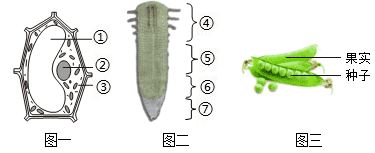 ①
②
③
图一
④
⑤
⑥
⑦
图二
果实
种子
图三